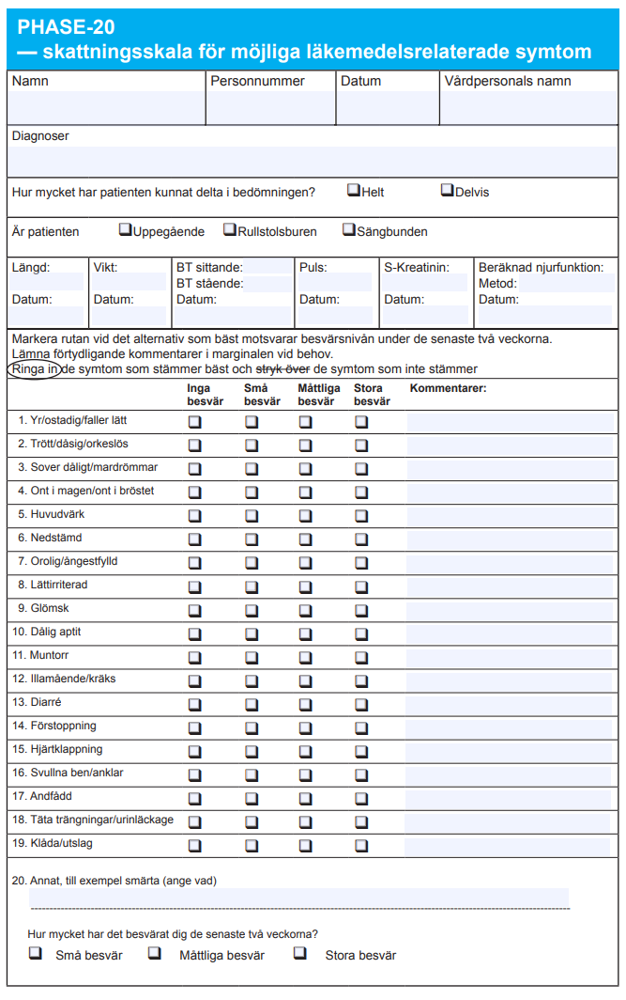 PHASE-20
— skattningsskala för möjliga läkemedelsrelaterade symtom
Namn Personnummer Datum Vårdpersonals namn
Diagnoser
Hur mycket har patienten kunnat delta i bedömningen? Helt Delvis
Är patienten Uppegående Rullstolsburen Sängbunden
Längd: Vikt: BT sittande: Puls: S-Kreatinin: Beräknad njurfunktion:
BT stående: Metod:
Datum: Datum: Datum: Datum: Datum: Datum:
Markera rutan vid det alternativ som bäst motsvarar besvärsnivån under de senaste två veckorna.
Lämna förtydligande kommentarer i marginalen vid behov.
Ringa in de symtom som stämmer bäst och stryk över de symtom som inte stämmer
Inga Små Måttliga Stora Kommentarer:
besvär besvär besvär besvär
1. Yr/ostadig/faller lätt
2. Trött/dåsig/orkeslös
3. Sover dåligt/mardrömmar
4. Ont i magen/ont i bröstet
5. Huvudvärk
6. Nedstämd
7. Orolig/ångestfylld
8. Lättirriterad
9. Glömsk
10. Dålig aptit
11. Muntorr
12. Illamående/kräks
13. Diarré
14. Förstoppning
15. Hjärtklappning
16. Svullna ben/anklar
17. Andfådd
18. Täta trängningar/urinläckage
19. Klåda/utslag
20. Annat, till exempel smärta (ange vad)
Hur mycket har det besvärat dig de senaste två veckorna?
Små besvär Måttliga besvär Stora besvär